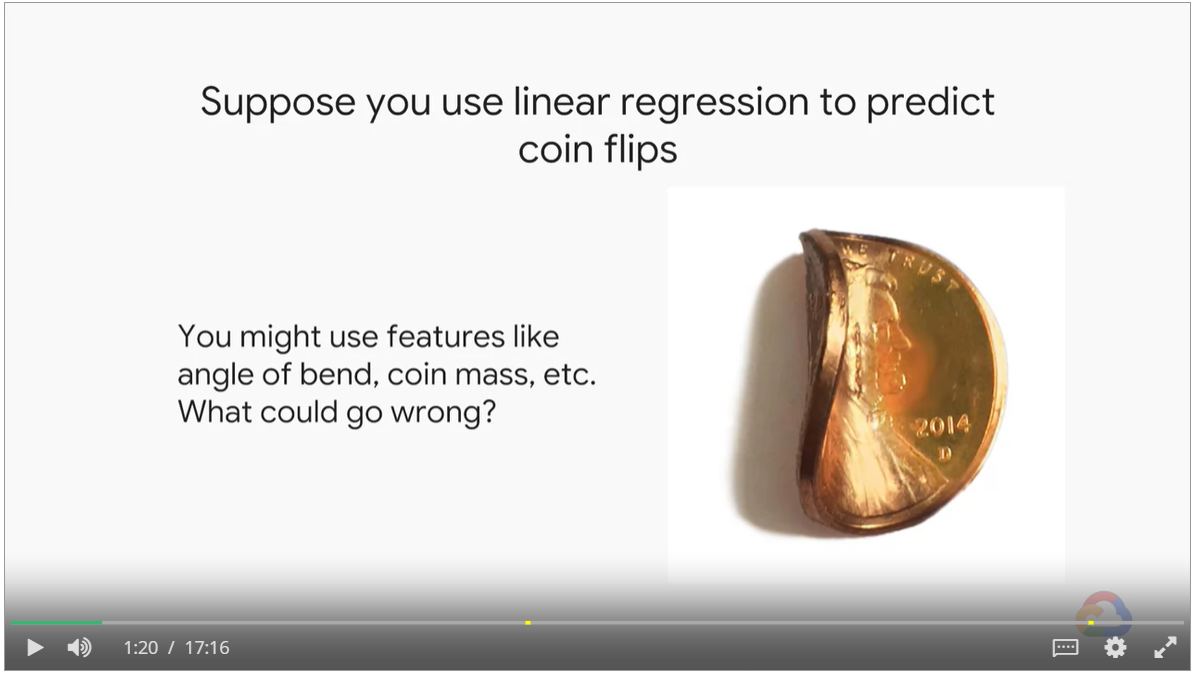 Suppose you use linear regression to predict
coin flips
You might use features like
angle of bend, coin mass, etc.
What could go wrong?
WE TRUST
2014
D
1:20 / 17:16